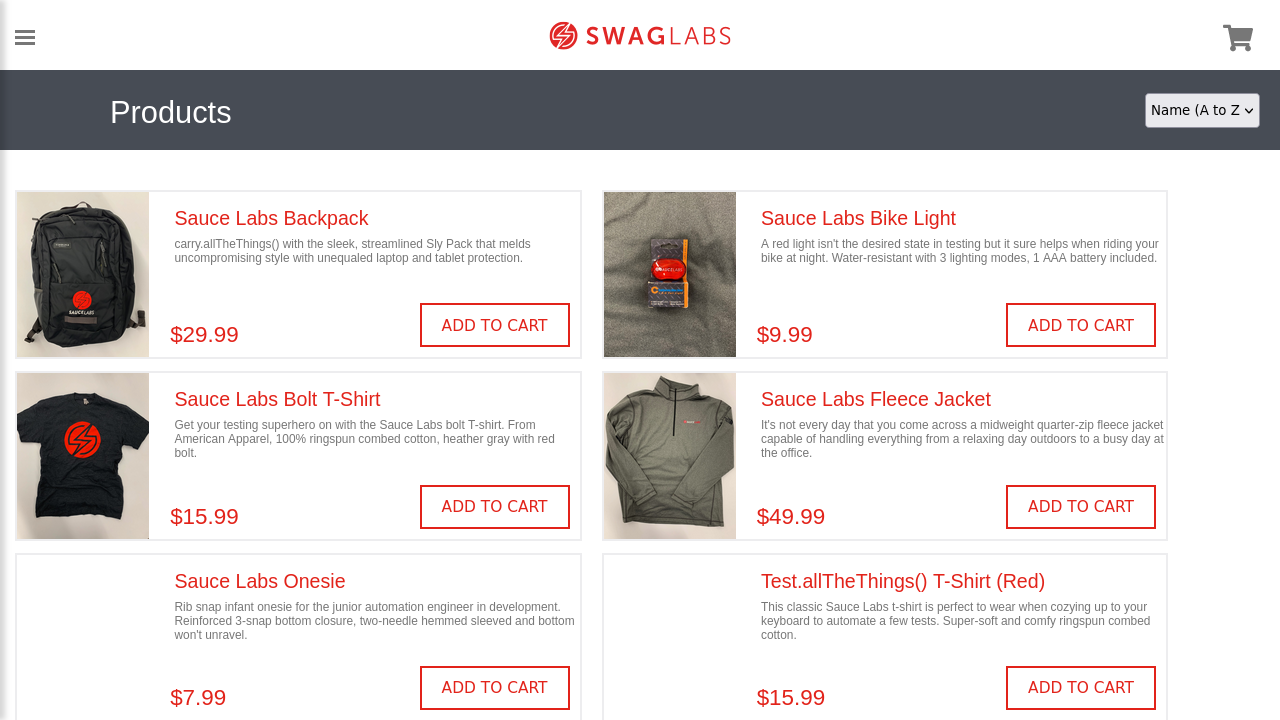 SWAGLABS
Products
Name (A to Z
Sauce Labs Backpack
carry.allTheThings() with the sleek, streamlined Sly Pack that melds
uncompromising style with unequaled laptop and tablet protection.
$29.99
ADD TO CART
Sauce Labs Bike Light
A red light isn't the desired state in testing but it sure helps when riding your
bike at night. Water-resistant with 3 lighting modes, 1 AAA battery included.
$9.99
ADD TO CART
Sauce Labs Bolt T-Shirt
Get your testing superhero on with the Sauce Labs bolt T-shirt. From
American Apparel, 100% ringspun combed cotton, heather gray with red
bolt.
$15.99
ADD TO CART
Sauce Labs Fleece Jacket
It's not every day that you come across a midweight quarter-zip fleece jacket
capable of handling everything from a relaxing day outdoors to a busy day at
the office.
$49.99
ADD TO CART
Sauce Labs Onesie
Rib snap infant onesie for the junior automation engineer in development.
Reinforced 3-snap bottom closure, two-needle hemmed sleeved and bottom
won't unravel.
$7.99
ADD TO CART
Test.allTheThings() T-Shirt (Red)
This classic Sauce Labs t-shirt is perfect to wear when cozying up to your
keyboard to automate a few tests. Super-soft and comfy ringspun combed
cotton.
$15.99
ADD TO CART
SAUCELABS
SAUCELABS